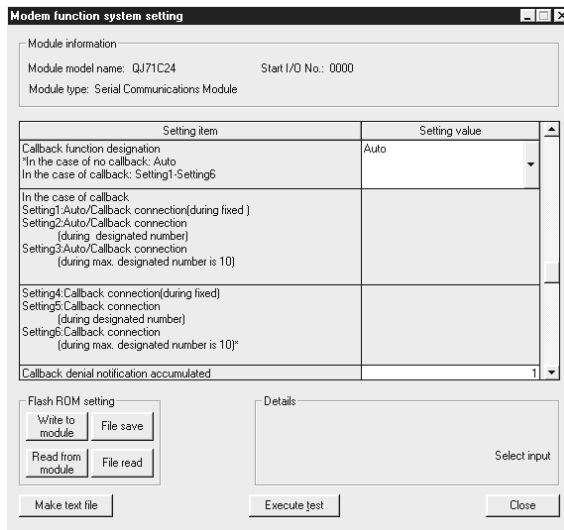 Modem function system setting
Module information
Module model name: QJ71C24 Start I/O No.: 0000
Module type: Serial Communications Module
Setting item Setting value
Callback function designation Auto
*In the case of no callback: Auto
In the case of callback: Setting1-Setting6
In the case of callback
Setting1:Auto/Callback connection(during fixed )
Setting2:Auto/Callback connection
(during designated number)
Setting3:Auto/Callback connection
(during max. designated number is 10)
Setting4:Callback connection(during fixed)
Setting5:Callback connection
(during designated number)
Setting6:Callback connection
(during max. designated number is 10)*
Callback denial notification accumulated 1
Flash ROM setting Details
Write to module File save
Read from module File read
Select input
Make text file Execute test Close